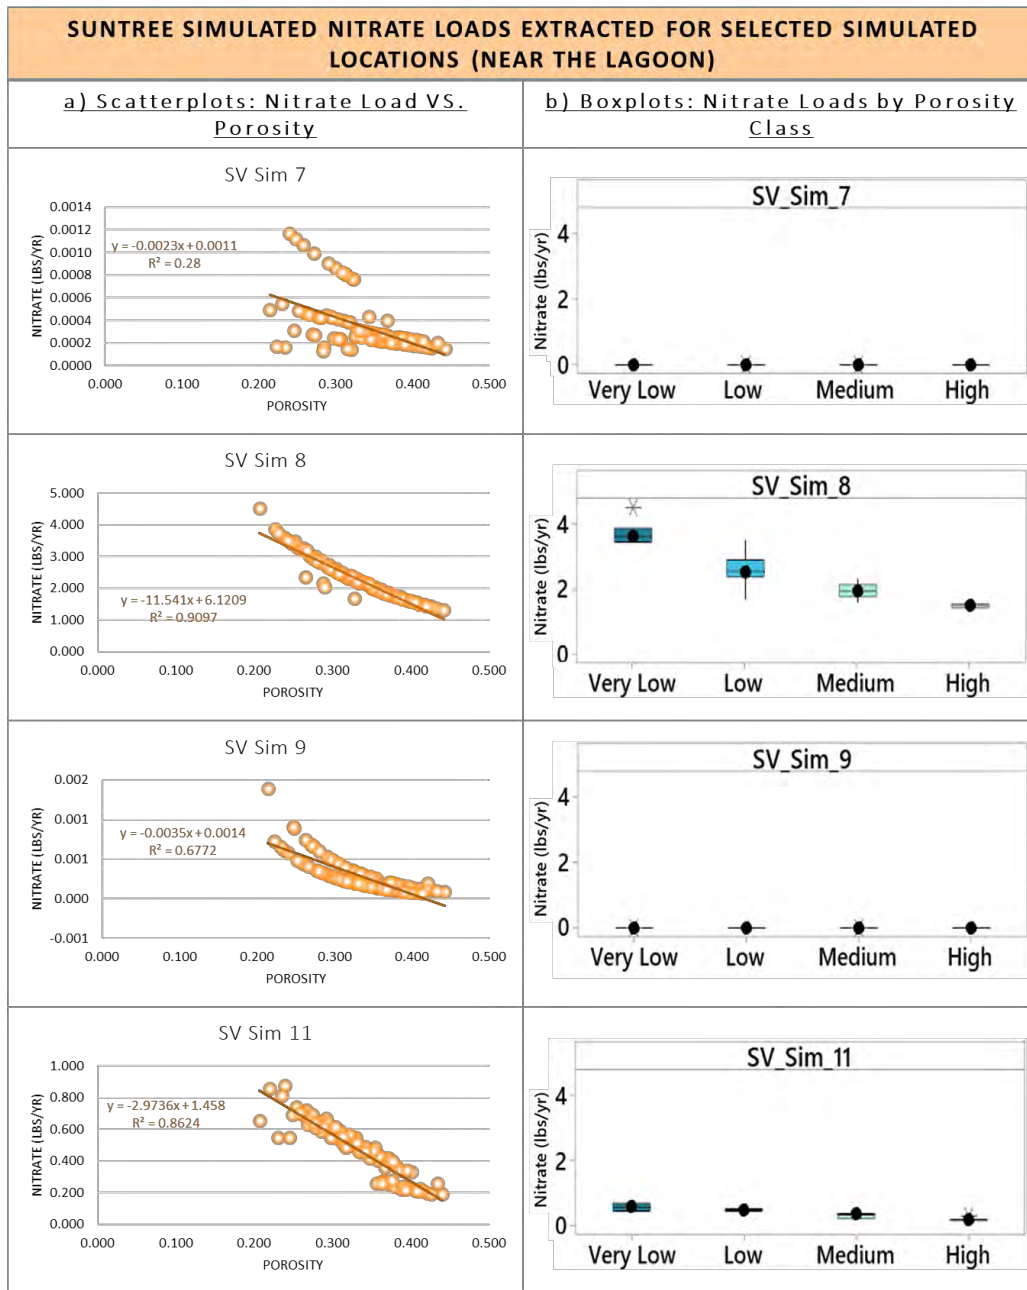 SUNTREE SIMULATED NITRATE LOADS EXTRACTED FOR SELECTED SIMULATED
LOCATIONS (NEAR THE LAGOON)
a) Scatterplots: Nitrate Load VS.
Porosity
b) Boxplots: Nitrate Loads by Porosity
Class
SV Sim 7
NITRATE (LBS/YR)
0.0014
0.0012
0.0010
0.0008
0.0006
0.0004
0.0002
0.0000
y = -0.0023x + 0.0011
R² = 0.28
0.000 0.100 0.200 0.300 0.400 0.500
POROSITY
SV_Sim_7
Nitrate (lbs/yr)
4
2
0
Very Low Low Medium High
SV Sim 8
NITRATE (LBS/YR)
5.000
4.000
3.000
2.000
1.000
0.000
y = -11.541x + 6.1209
R² = 0.9097
0.000 0.100 0.200 0.300 0.400 0.500
POROSITY
SV_Sim_8
Nitrate (lbs/yr)
4
2
0
Very Low Low Medium High
SV Sim 9
NITRATE (LBS/YR)
0.002
0.001
0.001
0.000
-0.001
y = -0.0035x + 0.0014
R² = 0.6772
0.000 0.100 0.200 0.300 0.400 0.500
POROSITY
SV_Sim_9
Nitrate (lbs/yr)
4
2
0
Very Low Low Medium High
SV Sim 11
NITRATE (LBS/YR)
1.000
0.800
0.600
0.400
0.200
0.000
y = -2.9736x + 1.458
R² = 0.8624
0.000 0.100 0.200 0.300 0.400 0.500
POROSITY
SV_Sim_11
Nitrate (lbs/yr)
4
2
0
Very Low Low Medium High